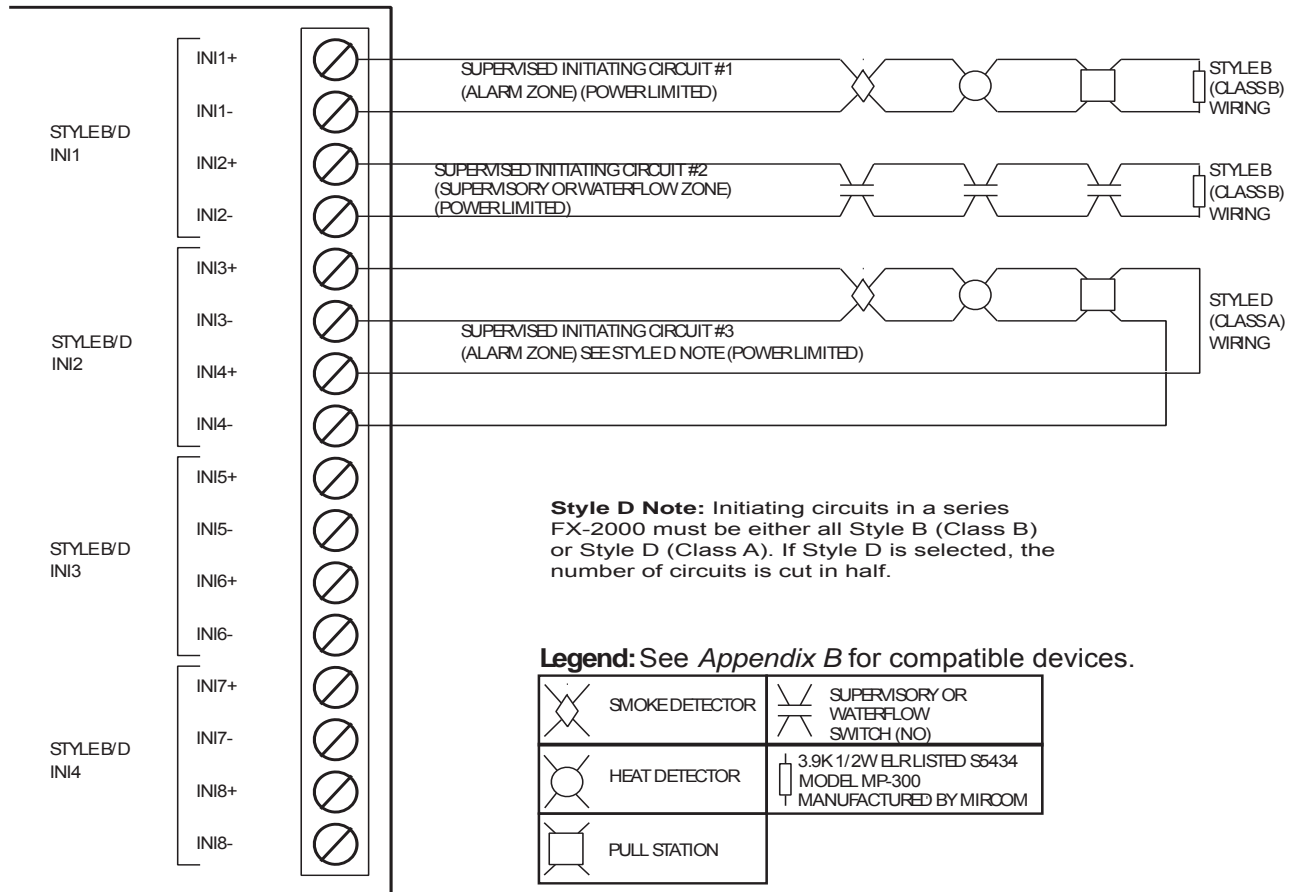 STYLE B/D
INI1
INI1+
INI1-
INI2+
INI2-
STYLE B/D
INI2
INI3+
INI3-
INI4+
INI4-
STYLE B/D
INI3
INI5+
INI5-
INI6+
INI6-
STYLE B/D
INI4
INI7+
INI7-
INI8+
INI8-
SUPERVISED INITIATING CIRCUIT #1
(ALARM ZONE) (POWER LIMITED)
STYLE B
(CLASS B)
WIRING
SUPERVISED INITIATING CIRCUIT #2
(SUPERVISORY OR WATERFLOW ZONE)
(POWER LIMITED)
STYLE B
(CLASS B)
WIRING
SUPERVISED INITIATING CIRCUIT #3
(ALARM ZONE) SEE STYLE D NOTE (POWER LIMITED)
STYLE D
(CLASS A)
WIRING
Style D Note: Initiating circuits in a series
FX-2000 must be either all Style B (Class B)
or Style D (Class A). If Style D is selected, the
number of circuits is cut in half.
Legend: See Appendix B for compatible devices.
SMOKE DETECTOR
SUPERVISORY OR
WATERFLOW
SWITCH (NO)
HEAT DETECTOR
3.9K 1/2W ELR LISTED S5434
MODEL MP-300
MANUFACTURED BY MIRCOM
PULL STATION